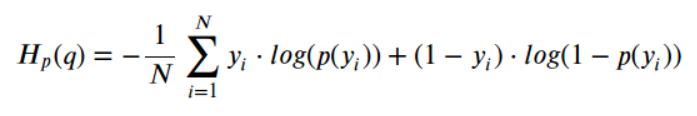 H_p(q) = -\frac{1}{N} \sum_{i=1}^{N} y_i \cdot log(p(y_i)) + (1 - y_i) \cdot log(1 - p(y_i))